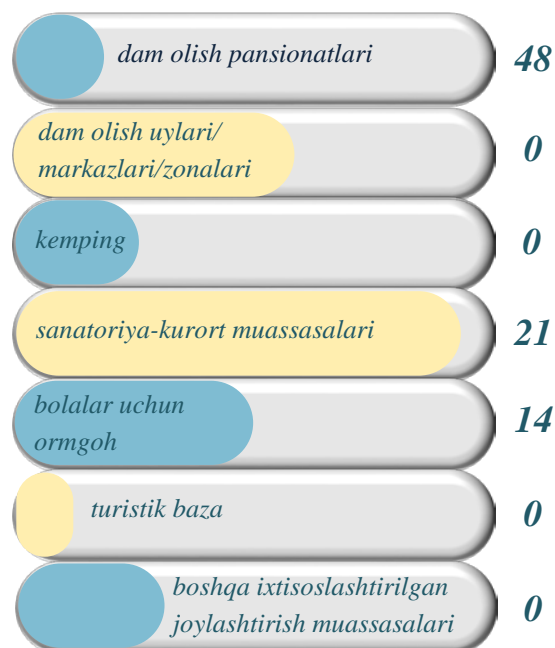 dam olish pansionatlari 48
dam olish uylari/
markazlari/zonalari 0
kemping 0
sanatoriya-kurort muassasalari 21
bolalar uchun
ormgoh 14
turistik baza 0
boshqa ixtisoslashtirilgan
joylashtirish muassasalari 0